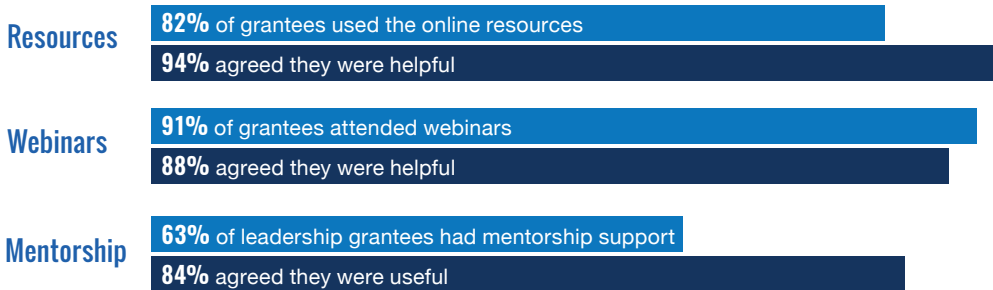 Resources
82% of grantees used the online resources
94% agreed they were helpful
Webinars
91% of grantees attended webinars
88% agreed they were helpful
Mentorship
63% of leadership grantees had mentorship support
84% agreed they were useful